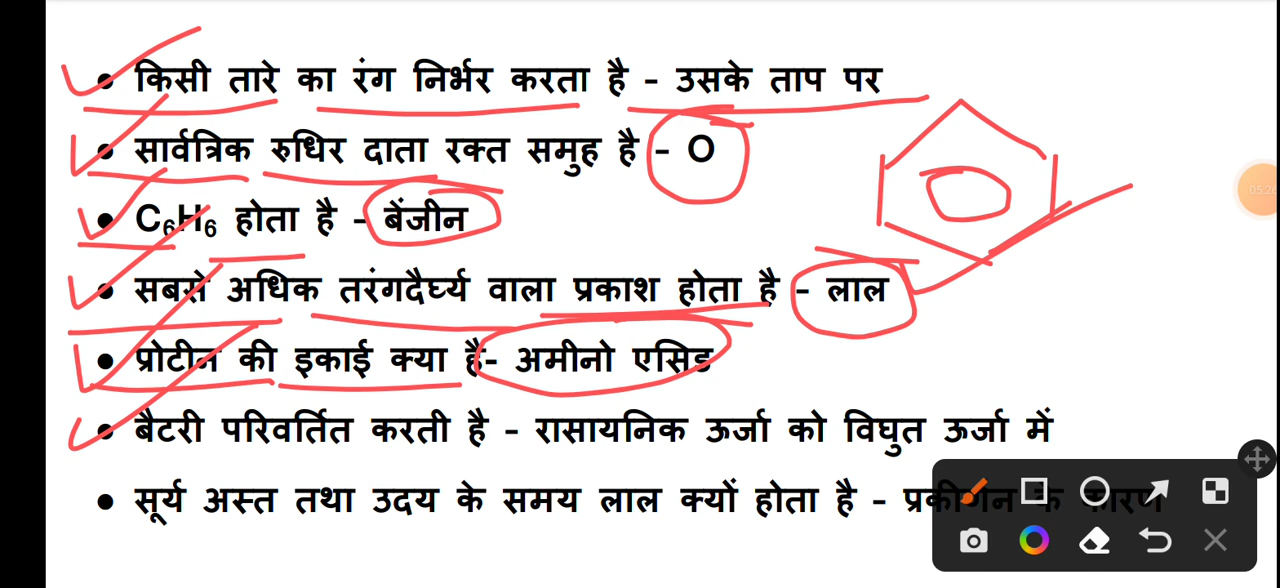 ● किसी तारे का रंग निर्भर करता है - उसके ताप पर
● सार्वत्रिक रुधिर दाता रक्त समुह है - O
● C₆H₆ होता है - बेंजीन
● सबसे अधिक तरंगदैर्घ्य वाला प्रकाश होता है - लाल
● प्रोटीन की इकाई क्या है- अमीनो एसिड
● बैटरी परिवर्तित करती है - रासायनिक ऊर्जा को विघुत ऊर्जा में
● सूर्य अस्त तथा उदय के समय लाल क्यों होता है - प्रकीर्णन के कारण